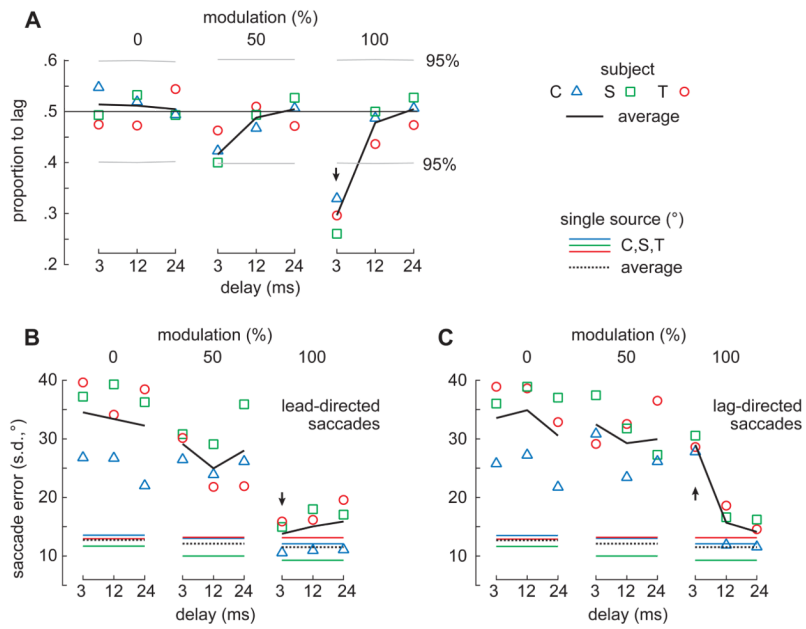 A
modulation (%)
0 50 100
.6
.5
.4
.3
.2
proportion to lag
95%
95%
3 12 24 3 12 24 3 12 24
delay (ms)
subject
C S T
average
single source (°)
C,S,T
average
B
modulation (%)
0 50 100
lead-directed
saccades
40
30
20
10
saccade error (s.d.,°)
3 12 24 3 12 24 3 12 24
delay (ms)
C
modulation (%)
0 50 100
lag-directed
saccades
40
30
20
10
3 12 24 3 12 24 3 12 24
delay (ms)